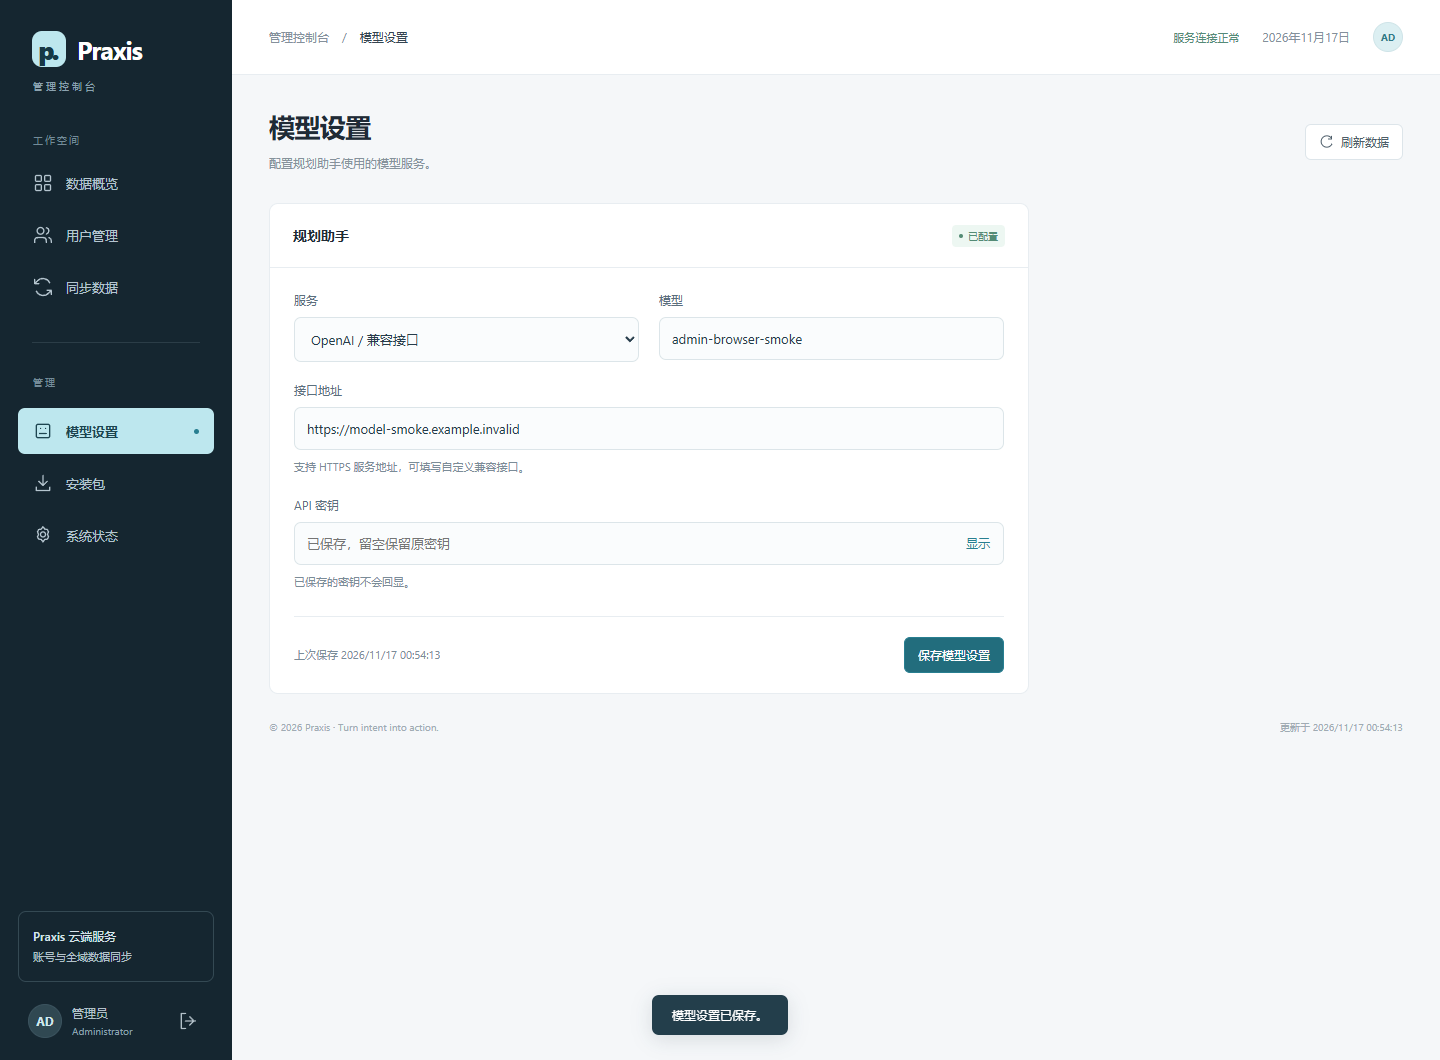 p. Praxis
管理控制台
工作空间
数据概览
用户管理
同步数据
管理
模型设置
安装包
系统状态
Praxis 云端服务
账号与全域数据同步
AD
管理员
Administrator
管理控制台 / 模型设置
服务连接正常
2026年11月17日
AD
模型设置
配置规划助手使用的模型服务。
刷新数据
规划助手
已配置
服务
OpenAI / 兼容接口
模型
admin-browser-smoke
接口地址
https://model-smoke.example.invalid
支持 HTTPS 服务地址，可填写自定义兼容接口。
API 密钥
已保存，留空保留原密钥
显示
已保存的密钥不会回显。
上次保存 2026/11/17 00:54:13
保存模型设置
© 2026 Praxis · Turn intent into action.
更新于 2026/11/17 00:54:13
模型设置已保存。